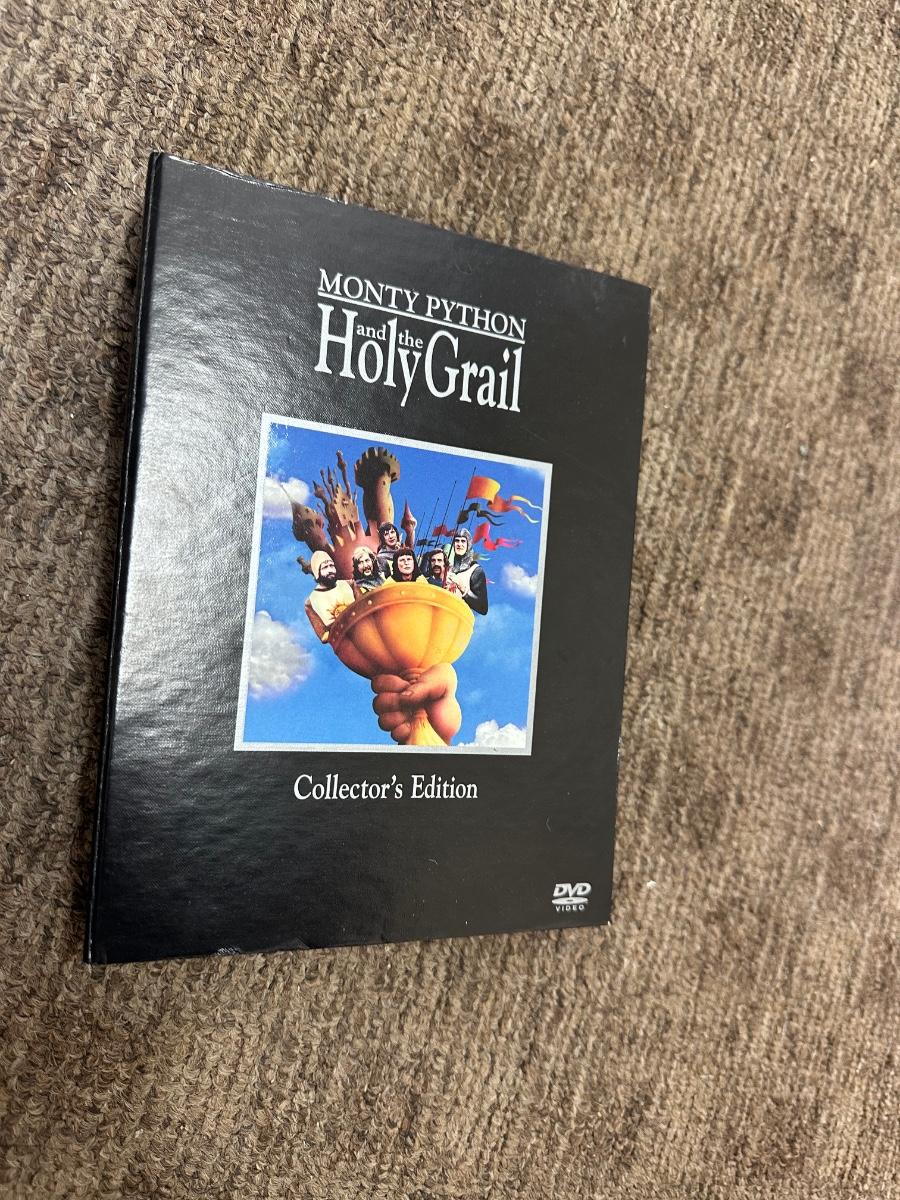 MONTY PYTHON
and the
Holy Grail
Collector's Edition
DVD
VIDEO